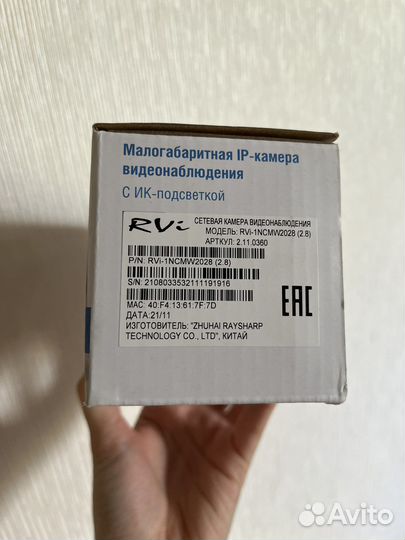 Малогабаритная IP-камера
видеонаблюдения
С ИК-подсветкой
RVi
СЕТЕВАЯ КАМЕРА ВИДЕОНАБЛЮДЕНИЯ
МОДЕЛЬ: RVi-1NCMW2028 (2.8)
АРТКУЛ: 2.11.0360
P/N: RVi-1NCMW2028 (2.8)
S/N: 2108033532111191916
MAC: 40:F4:13:61:7F:7D
ДАТА:21/11
ИЗГОТОВИТЕЛЬ: "ZHUHAI RAYSHARP
TECHNOLOGY CO., LTD", КИТАЙ
EAC
Avito